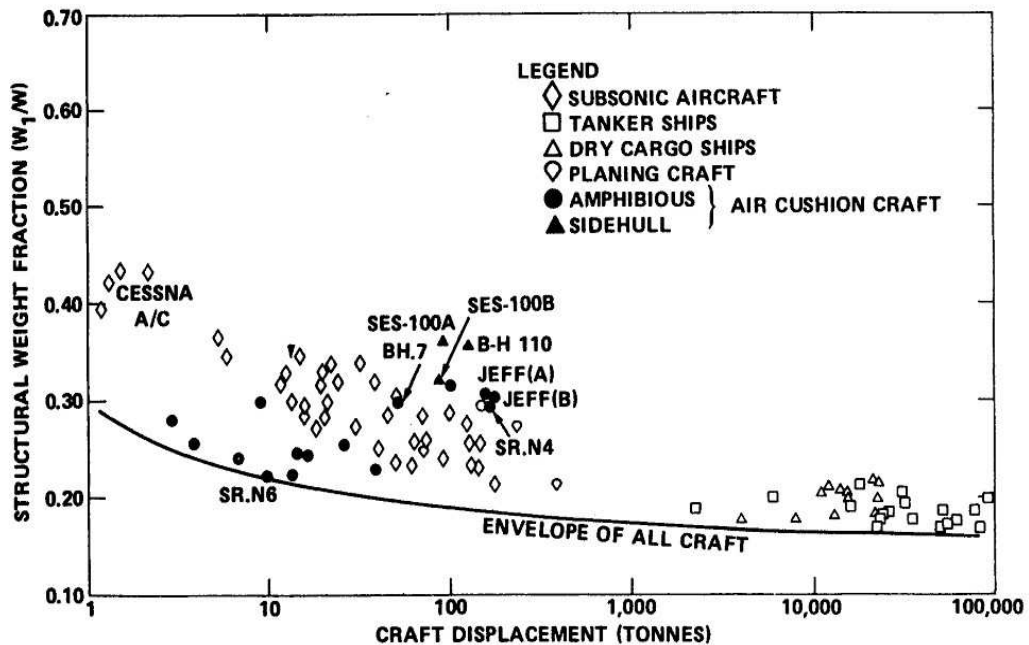 0.70
0.60
0.50
0.40
0.30
0.20
0.10
STRUCTURAL WEIGHT FRACTION (W1/W)
LEGEND
SUBSONIC AIRCRAFT
TANKER SHIPS
DRY CARGO SHIPS
PLANING CRAFT
AMPHIBIOUS
SIDEHULL
AIR CUSHION CRAFT
CESSNA
A/C
SES-100B
SES-100A
BH.7
B-H 110
JEFF(A)
JEFF(B)
SR.N4
SR.N6
ENVELOPE OF ALL CRAFT
1 10 100 1,000 10,000 100,000
CRAFT DISPLACEMENT (TONNES)